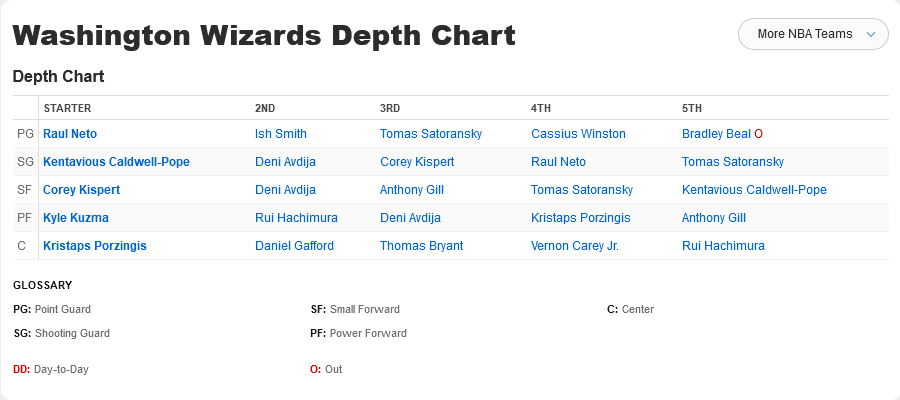 Washington Wizards Depth Chart
More NBA Teams
Depth Chart
STARTER 2ND 3RD 4TH 5TH
PG Raul Neto Ish Smith Tomas Satoransky Cassius Winston Bradley Beal O
SG Kentavious Caldwell-Pope Deni Avdija Corey Kispert Raul Neto Tomas Satoransky
SF Corey Kispert Deni Avdija Anthony Gill Tomas Satoransky Kentavious Caldwell-Pope
PF Kyle Kuzma Rui Hachimura Deni Avdija Kristaps Porzingis Anthony Gill
C Kristaps Porzingis Daniel Gafford Thomas Bryant Vernon Carey Jr. Rui Hachimura
GLOSSARY
PG: Point Guard SF: Small Forward C: Center
SG: Shooting Guard PF: Power Forward
DD: Day-to-Day O: Out